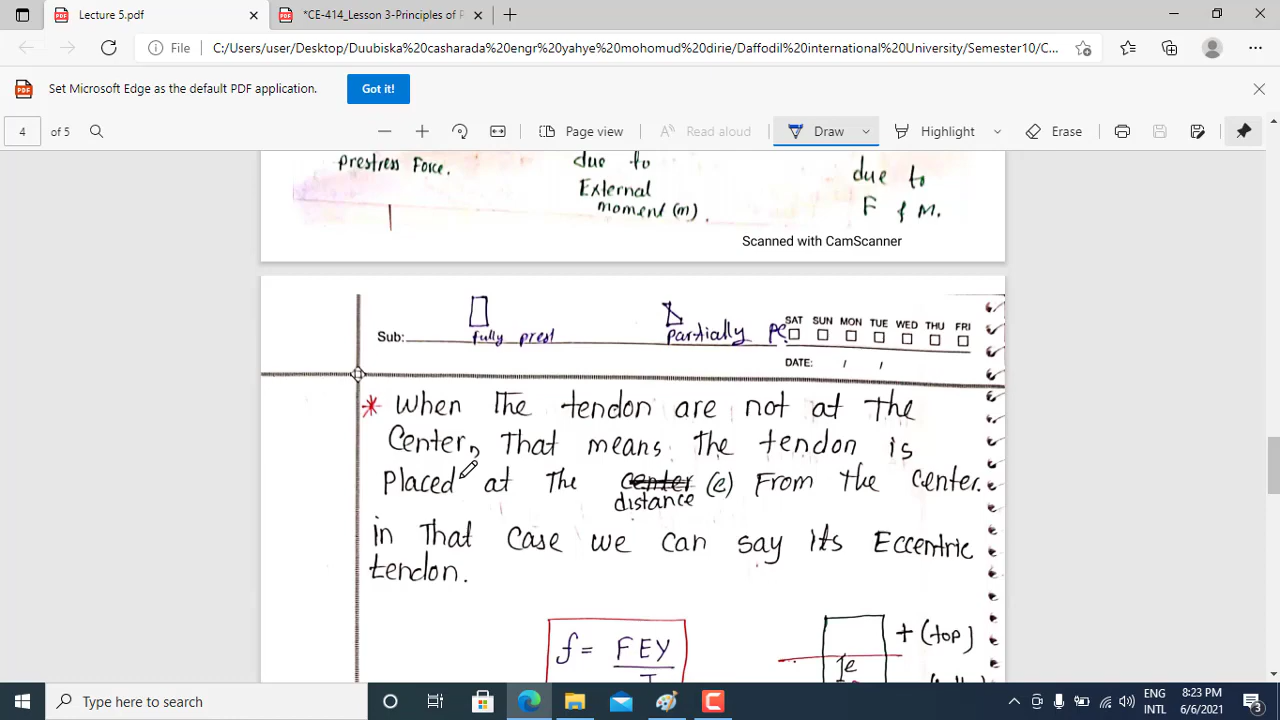 Lecture 5.pdf
*CE-414_Lesson 3-Principles of F
File
C:/Users/user/Desktop/Duubiska%20casharada%20engr%20yahye%20mohomud%20dirie/Daffodil%20international%20University/Semester10/C...
Set Microsoft Edge as the default PDF application.
Got it!
4 of 5
Page view
Read aloud
Draw
Highlight
Erase
prestress Force.
due to
External
moment (m).
due to
F & M.
Scanned with CamScanner
Sub:
fully prest
partially
SAT SUN MON TUE WED THU FRI
DATE: / /
* When The tendon are not at The
Center, That means The tendon is
Placed at The center (e) From the center.
distance
in That case we can say its Eccentric
tendon.
f = FEY
I
+ (top)
e
Type here to search
ENG
INTL
8:23 PM
6/6/2021
3